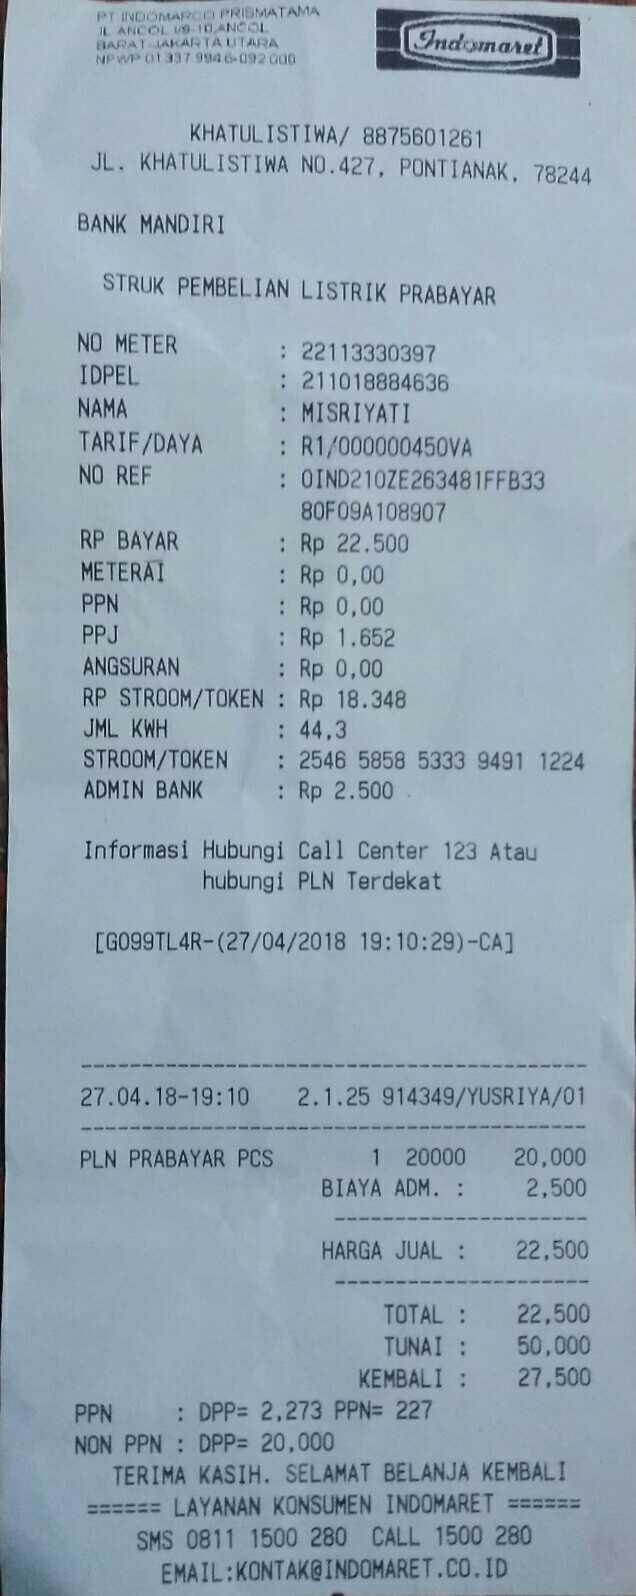 PT INDOMARCO PRISMATAMA
JL ANCOL I/9-10,ANCOL
BARAT-JAKARTA UTARA
NPWP 01 337 994 6-092 000
Indomaret
KHATULISTIWA/ 8875601261
JL. KHATULISTIWA NO.427, PONTIANAK, 78244
BANK MANDIRI
STRUK PEMBELIAN LISTRIK PRABAYAR
NO METER : 22113330397
IDPEL : 211018884636
NAMA : MISRIYATI
TARIF/DAYA : R1/000000450VA
NO REF : 0IND210ZE263481FFB33
80F09A108907
RP BAYAR : Rp 22.500
METERAI : Rp 0,00
PPN : Rp 0,00
PPJ : Rp 1.652
ANGSURAN : Rp 0,00
RP STROOM/TOKEN : Rp 18.348
JML KWH : 44,3
STROOM/TOKEN : 2546 5858 5333 9491 1224
ADMIN BANK : Rp 2.500
Informasi Hubungi Call Center 123 Atau
hubungi PLN Terdekat
[G099TL4R-(27/04/2018 19:10:29)-CA]
27.04.18-19:10 2.1.25 914349/YUSRIYA/01
PLN PRABAYAR PCS 1 20000 20,000
BIAYA ADM. : 2,500
HARGA JUAL : 22,500
TOTAL : 22,500
TUNAI : 50,000
KEMBALI : 27,500
PPN : DPP= 2,273 PPN= 227
NON PPN : DPP= 20,000
TERIMA KASIH. SELAMAT BELANJA KEMBALI
====== LAYANAN KONSUMEN INDOMARET ======
SMS 0811 1500 280 CALL 1500 280
EMAIL:KONTAK@INDOMARET.CO.ID